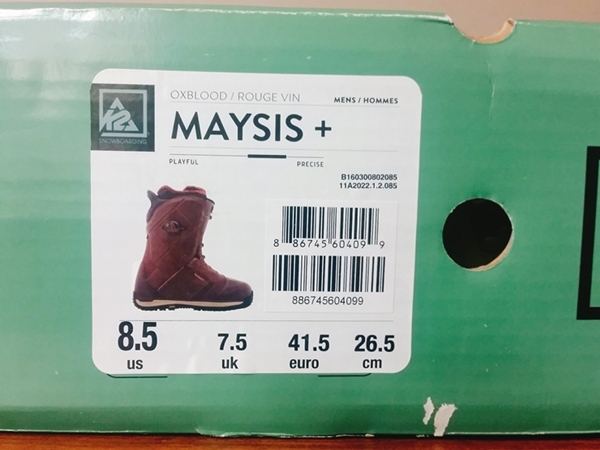 K2
SNOWBOARDING
OXBLOOD / ROUGE VIN
MENS / HOMMES
MAYSIS +
PLAYFUL
PRECISE
B160300802085
11A2022.1.2.085
8 86745 60409 9
886745604099
8.5 7.5 41.5 26.5
us uk euro cm